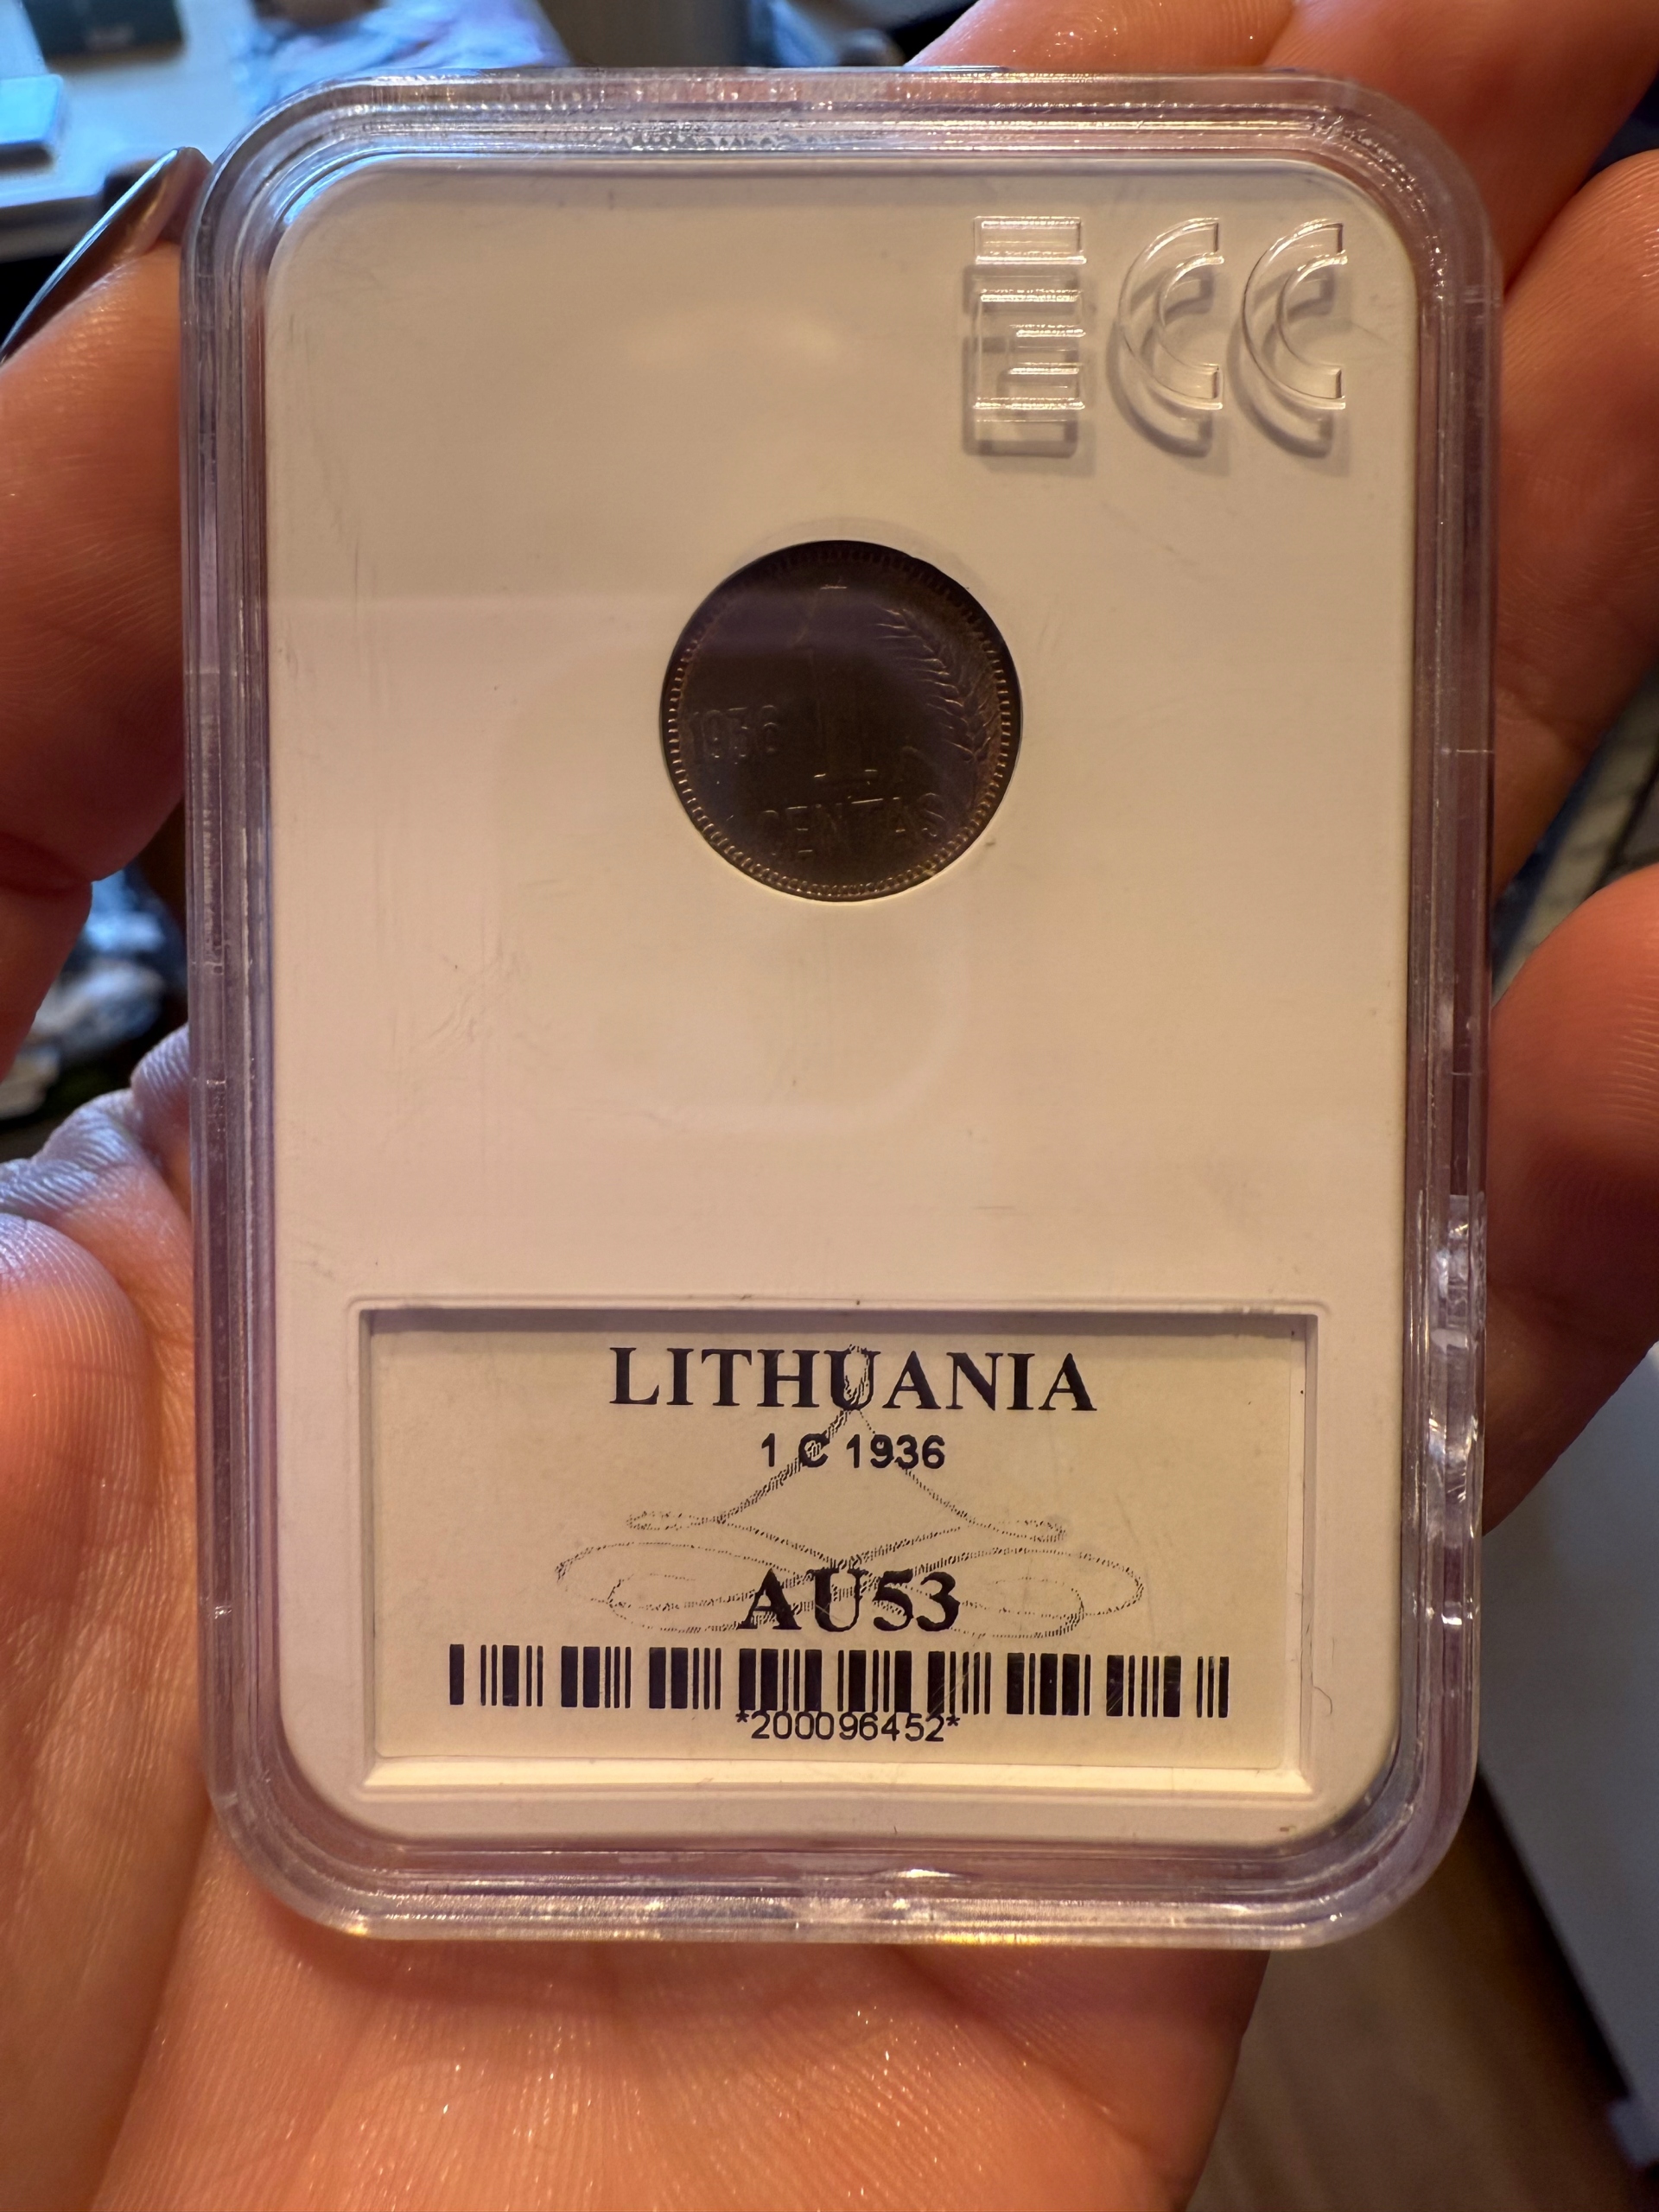 ECC
1
1936
CENTAS
LITHUANIA
1 C 1936
AU53
*200096452*